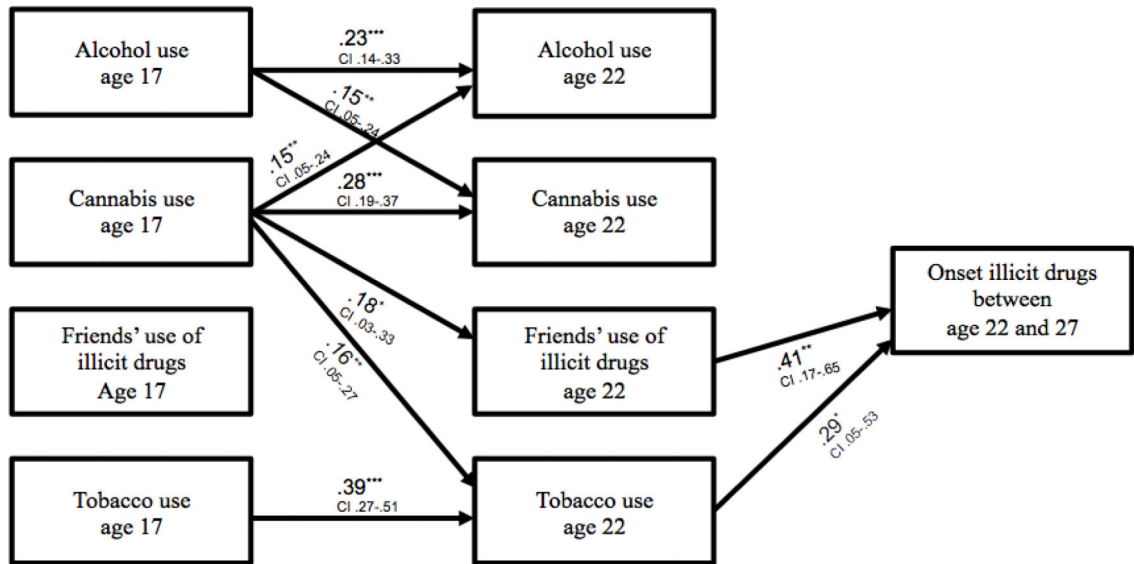 Alcohol use
age 17
.23***
CI .14-.33
Alcohol use
age 22
.15**
CI .05-.24
.15**
CI .05-.24
Cannabis use
age 17
.28***
CI .19-.37
Cannabis use
age 22
Onset illicit drugs
between
age 22 and 27
.18*
CI .03-.33
Friends’ use of
illicit drugs
Age 17
.16**
CI .05-.27
Friends’ use of
illicit drugs
age 22
.41**
CI .17-.65
.29*
CI .05-.53
Tobacco use
age 17
.39***
CI .27-.51
Tobacco use
age 22